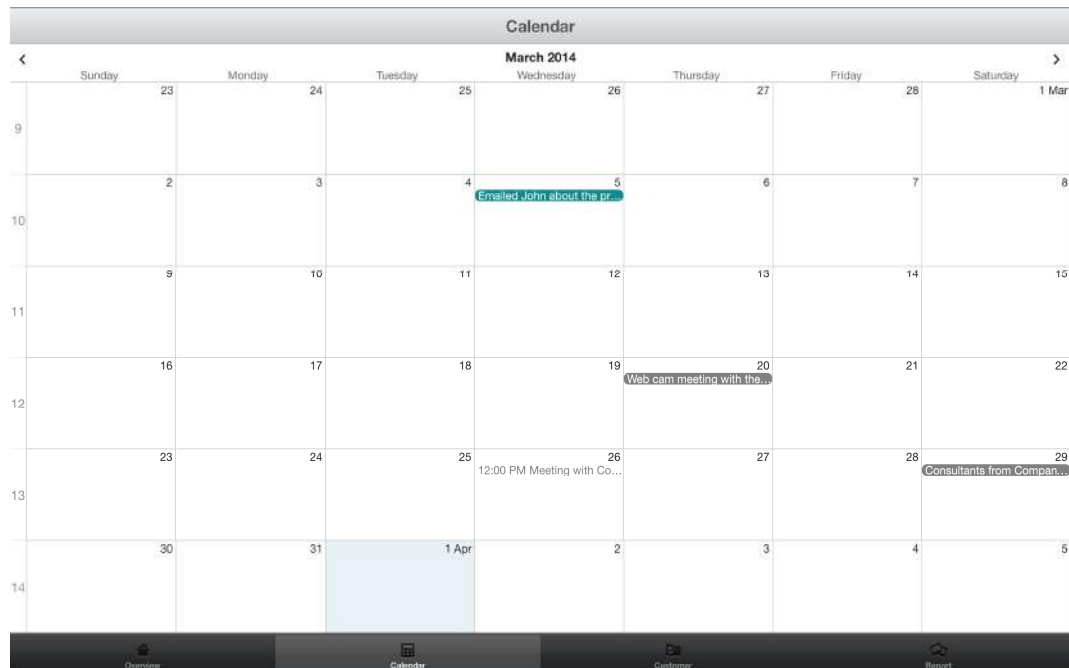 Calendar
March 2014
Sunday Monday Tuesday Wednesday Thursday Friday Saturday
23 24 25 26 27 28 1 Mar
9
2 3 4 5 6 7 8
Emailed John about the pr...
10
9 10 11 12 13 14 15
11
16 17 18 19 20 21 22
Web cam meeting with the...
12
23 24 25 26 27 28 29
12:00 PM Meeting with Co... Consultants from Compan...
13
30 31 1 Apr 2 3 4 5
14
Overview Calendar Customer Report